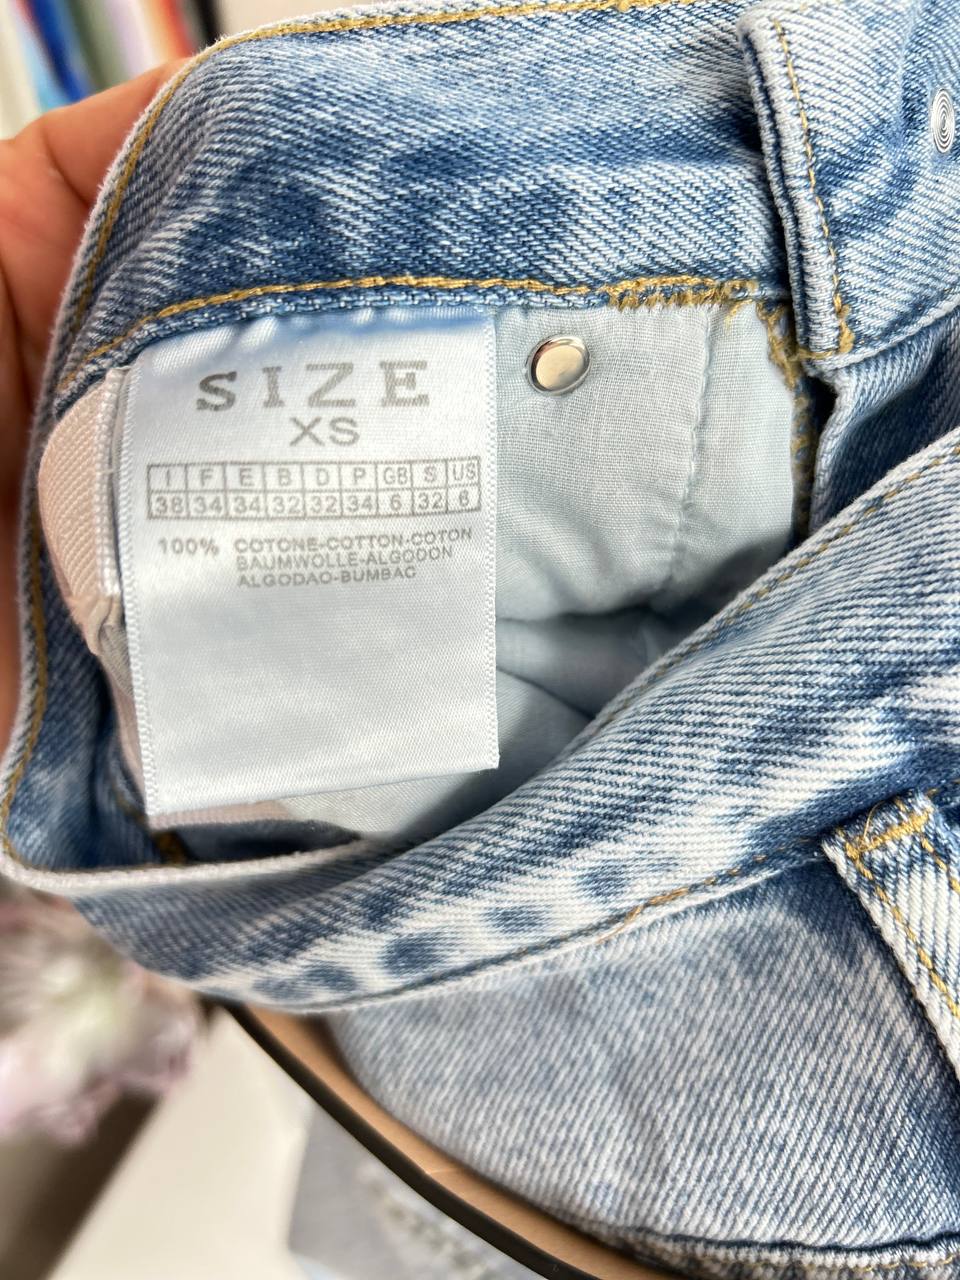 SIZE
XS
I F E B D P GB S US
38 34 34 32 32 34 6 32 6
100% COTONE-COTTON-COTON
BAUMWOLLE-ALGODON
ALGODAO-BUMBAC